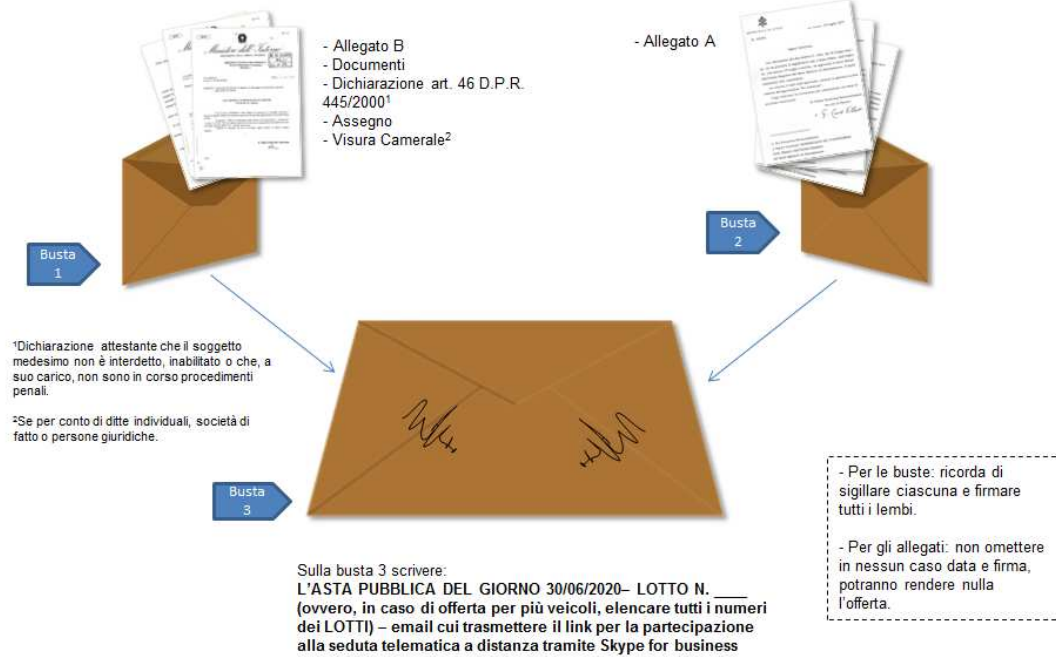 Ministero dell'Interno
- Allegato B
- Documenti
- Dichiarazione art. 46 D.P.R.
445/2000¹
- Assegno
- Visura Camerale²
- Allegato A
Busta
1
Busta
2
¹Dichiarazione attestante che il soggetto
medesimo non è interdetto, inabilitato o che, a
suo carico, non sono in corso procedimenti
penali.
²Se per conto di ditte individuali, società di
fatto o persone giuridiche.
Busta
3
- Per le buste: ricorda di
sigillare ciascuna e firmare
tutti i lembi.
- Per gli allegati: non omettere
in nessun caso data e firma,
potranno rendere nulla
l'offerta.
Sulla busta 3 scrivere:
L'ASTA PUBBLICA DEL GIORNO 30/06/2020– LOTTO N. ____
(ovvero, in caso di offerta per più veicoli, elencare tutti i numeri
dei LOTTI) – email cui trasmettere il link per la partecipazione
alla seduta telematica a distanza tramite Skype for business